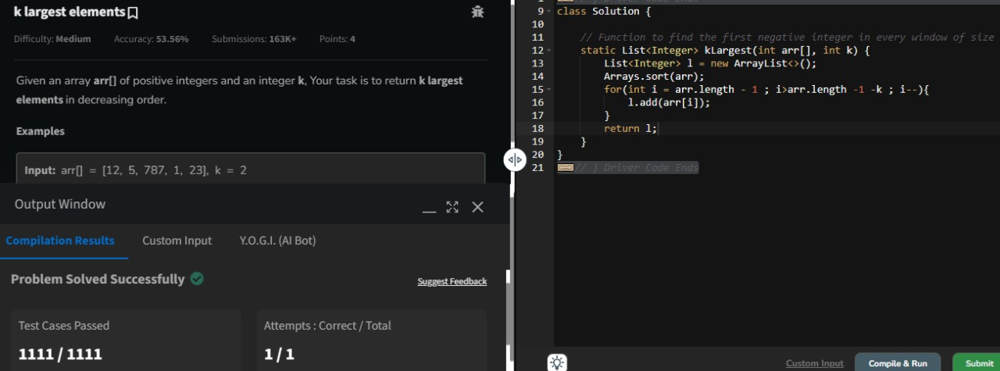 k largest elements
Difficulty: Medium Accuracy: 53.56% Submissions: 163K+ Points: 4
Given an array arr[] of positive integers and an integer k, Your task is to return k largest
elements in decreasing order.
Examples
Input: arr[] = [12, 5, 787, 1, 23], k = 2
Output Window
Compilation Results Custom Input Y.O.G.I. (AI Bot)
Problem Solved Successfully
Suggest Feedback
Test Cases Passed
1111 / 1111
Attempts : Correct / Total
1 / 1
1 // } Driver Code Ends
9 class Solution {
10
11 // Function to find the first negative integer in every window of size
12 static List<Integer> kLargest(int arr[], int k) {
13 List<Integer> l = new ArrayList<>();
14 Arrays.sort(arr);
15 for(int i = arr.length - 1 ; i>arr.length -1 -k ; i--){
16 l.add(arr[i]);
17 }
18 return l;
19 }
20 }
21 // } Driver Code Ends
Custom Input Compile & Run Submit